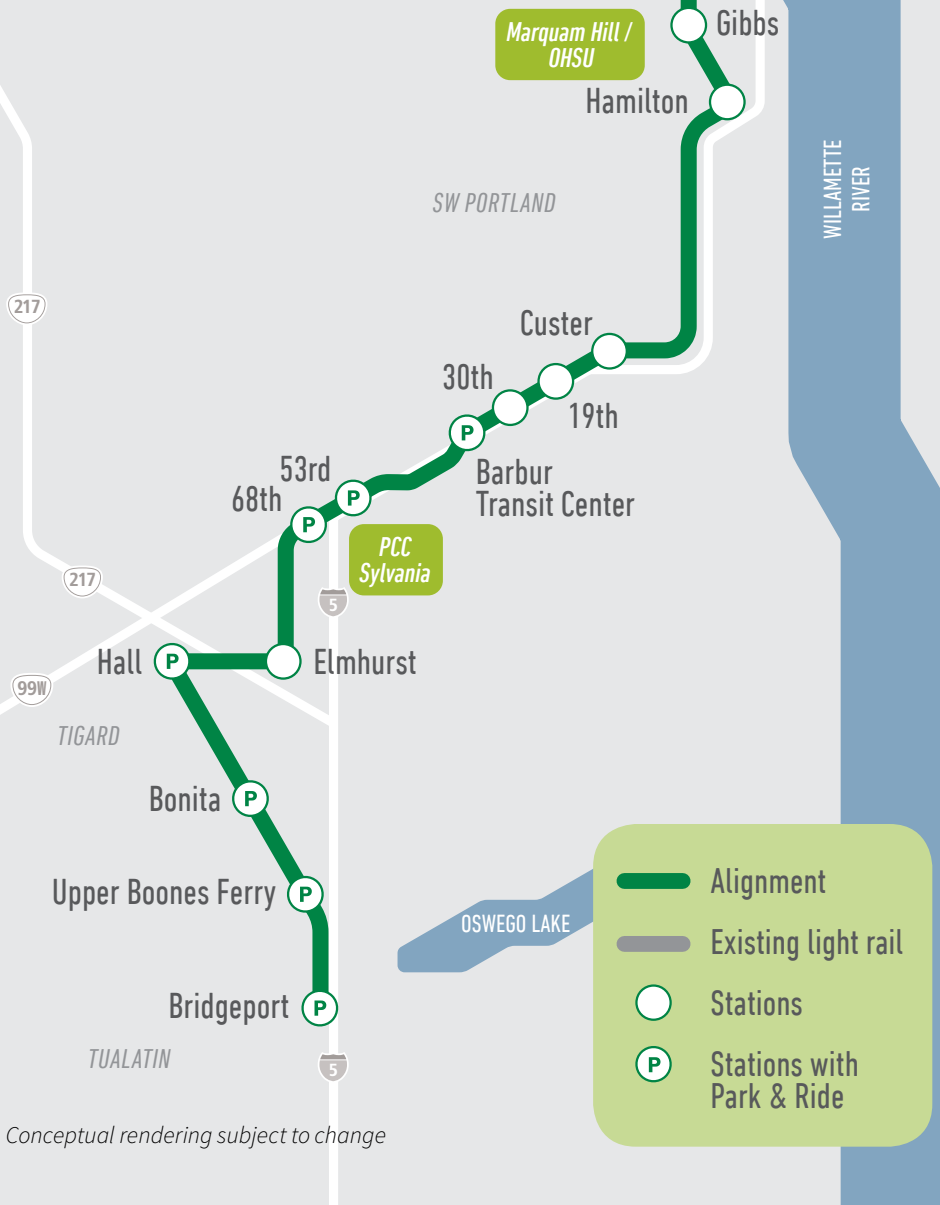 Gibbs
Marquam Hill /
OHSU
Hamilton
WILLAMETTE
RIVER
SW PORTLAND
217
Custer
30th
19th
P
53rd
Barbur
Transit Center
68th
P
P
PCC
Sylvania
217
5
Hall
P
Elmhurst
99W
TIGARD
Bonita
P
Upper Boones Ferry
P
OSWEGO LAKE
Bridgeport
P
TUALATIN
5
Alignment
Existing light rail
Stations
P
Stations with
Park & Ride
Conceptual rendering subject to change